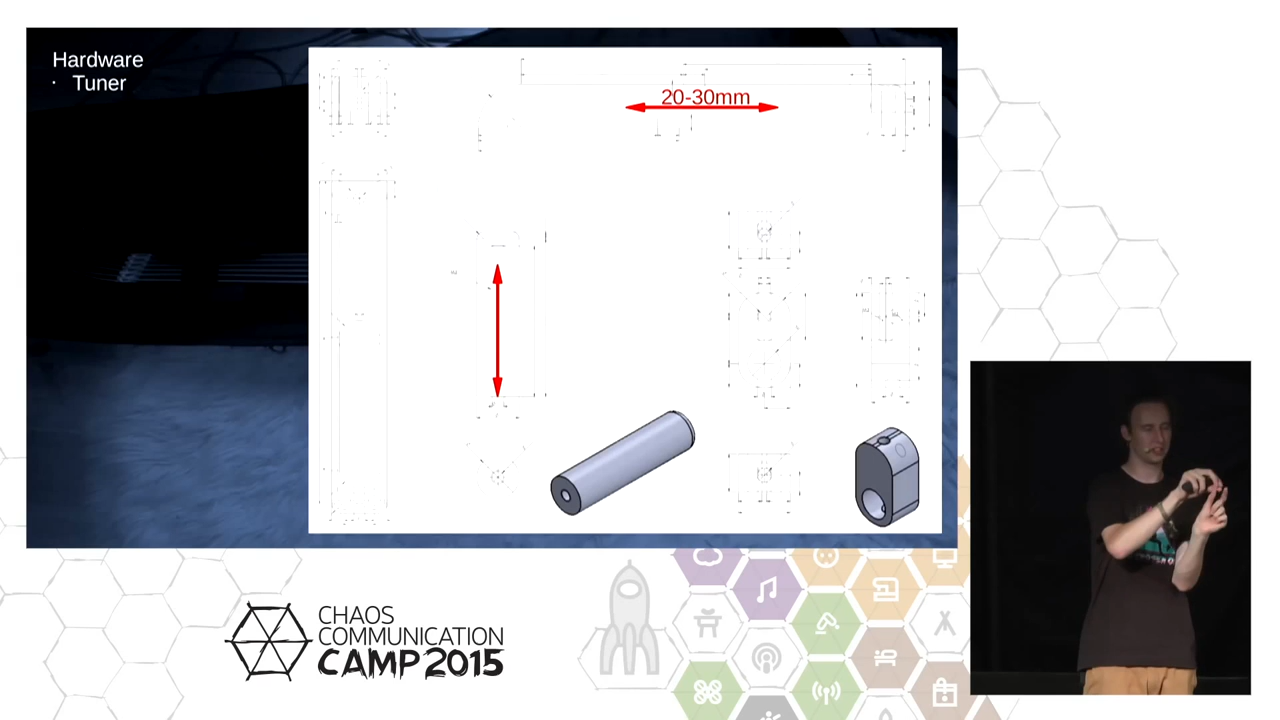 Hardware
· Tuner
20-30mm
CHAOS
COMMUNICATION
CAMP 2015